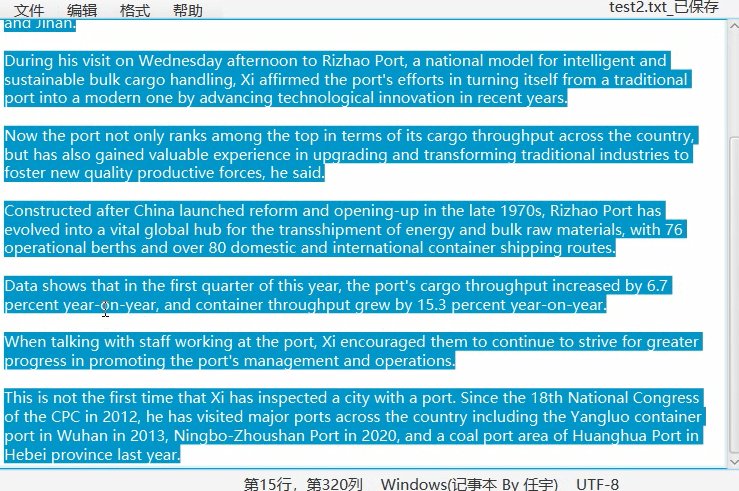 文件 编辑 格式 帮助 test2.txt_已保存
and Jinan.
During his visit on Wednesday afternoon to Rizhao Port, a national model for intelligent and
sustainable bulk cargo handling, Xi affirmed the port's efforts in turning itself from a traditional
port into a modern one by advancing technological innovation in recent years.
Now the port not only ranks among the top in terms of its cargo throughput across the country,
but has also gained valuable experience in upgrading and transforming traditional industries to
foster new quality productive forces, he said.
Constructed after China launched reform and opening-up in the late 1970s, Rizhao Port has
evolved into a vital global hub for the transshipment of energy and bulk raw materials, with 76
operational berths and over 80 domestic and international container shipping routes.
Data shows that in the first quarter of this year, the port's cargo throughput increased by 6.7
percent year-on-year, and container throughput grew by 15.3 percent year-on-year.
When talking with staff working at the port, Xi encouraged them to continue to strive for greater
progress in promoting the port's management and operations.
This is not the first time that Xi has inspected a city with a port. Since the 18th National Congress
of the CPC in 2012, he has visited major ports across the country including the Yangluo container
port in Wuhan in 2013, Ningbo-Zhoushan Port in 2020, and a coal port area of Huanghua Port in
Hebei province last year.
第15行，第320列 Windows(记事本 By 任宇) UTF-8